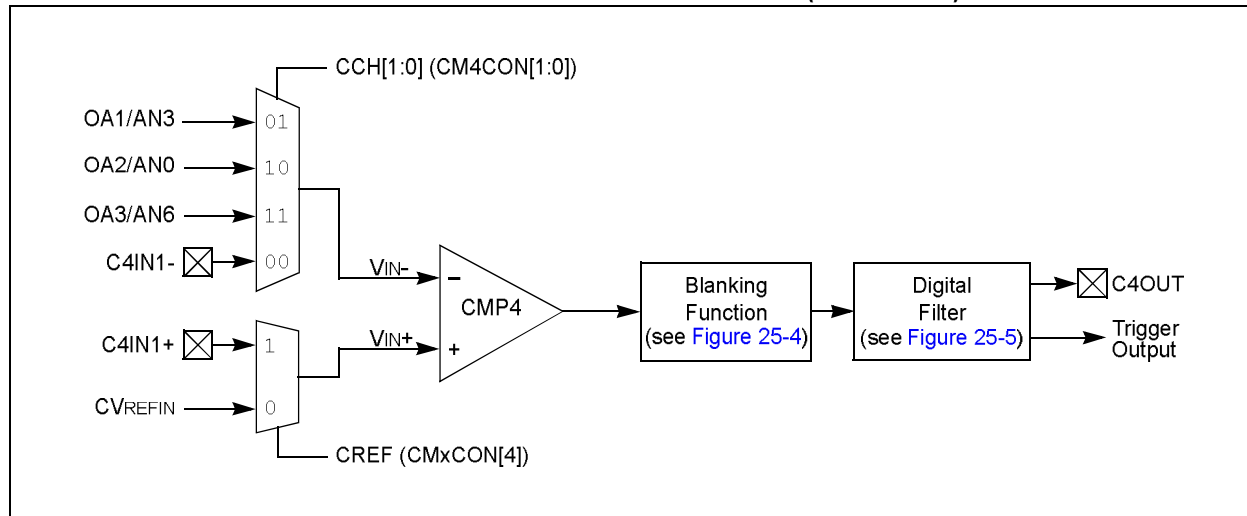 CCH[1:0] (CM4CON[1:0])
OA1/AN3
01
OA2/AN0
10
OA3/AN6
11
C4IN1-
00
VIN-
–
CMP4
Blanking
Function
(see Figure 25-4)
Digital
Filter
(see Figure 25-5)
C4OUT
Trigger
Output
C4IN1+
1
VIN+
+
CVREFIN
0
CREF (CMxCON[4])